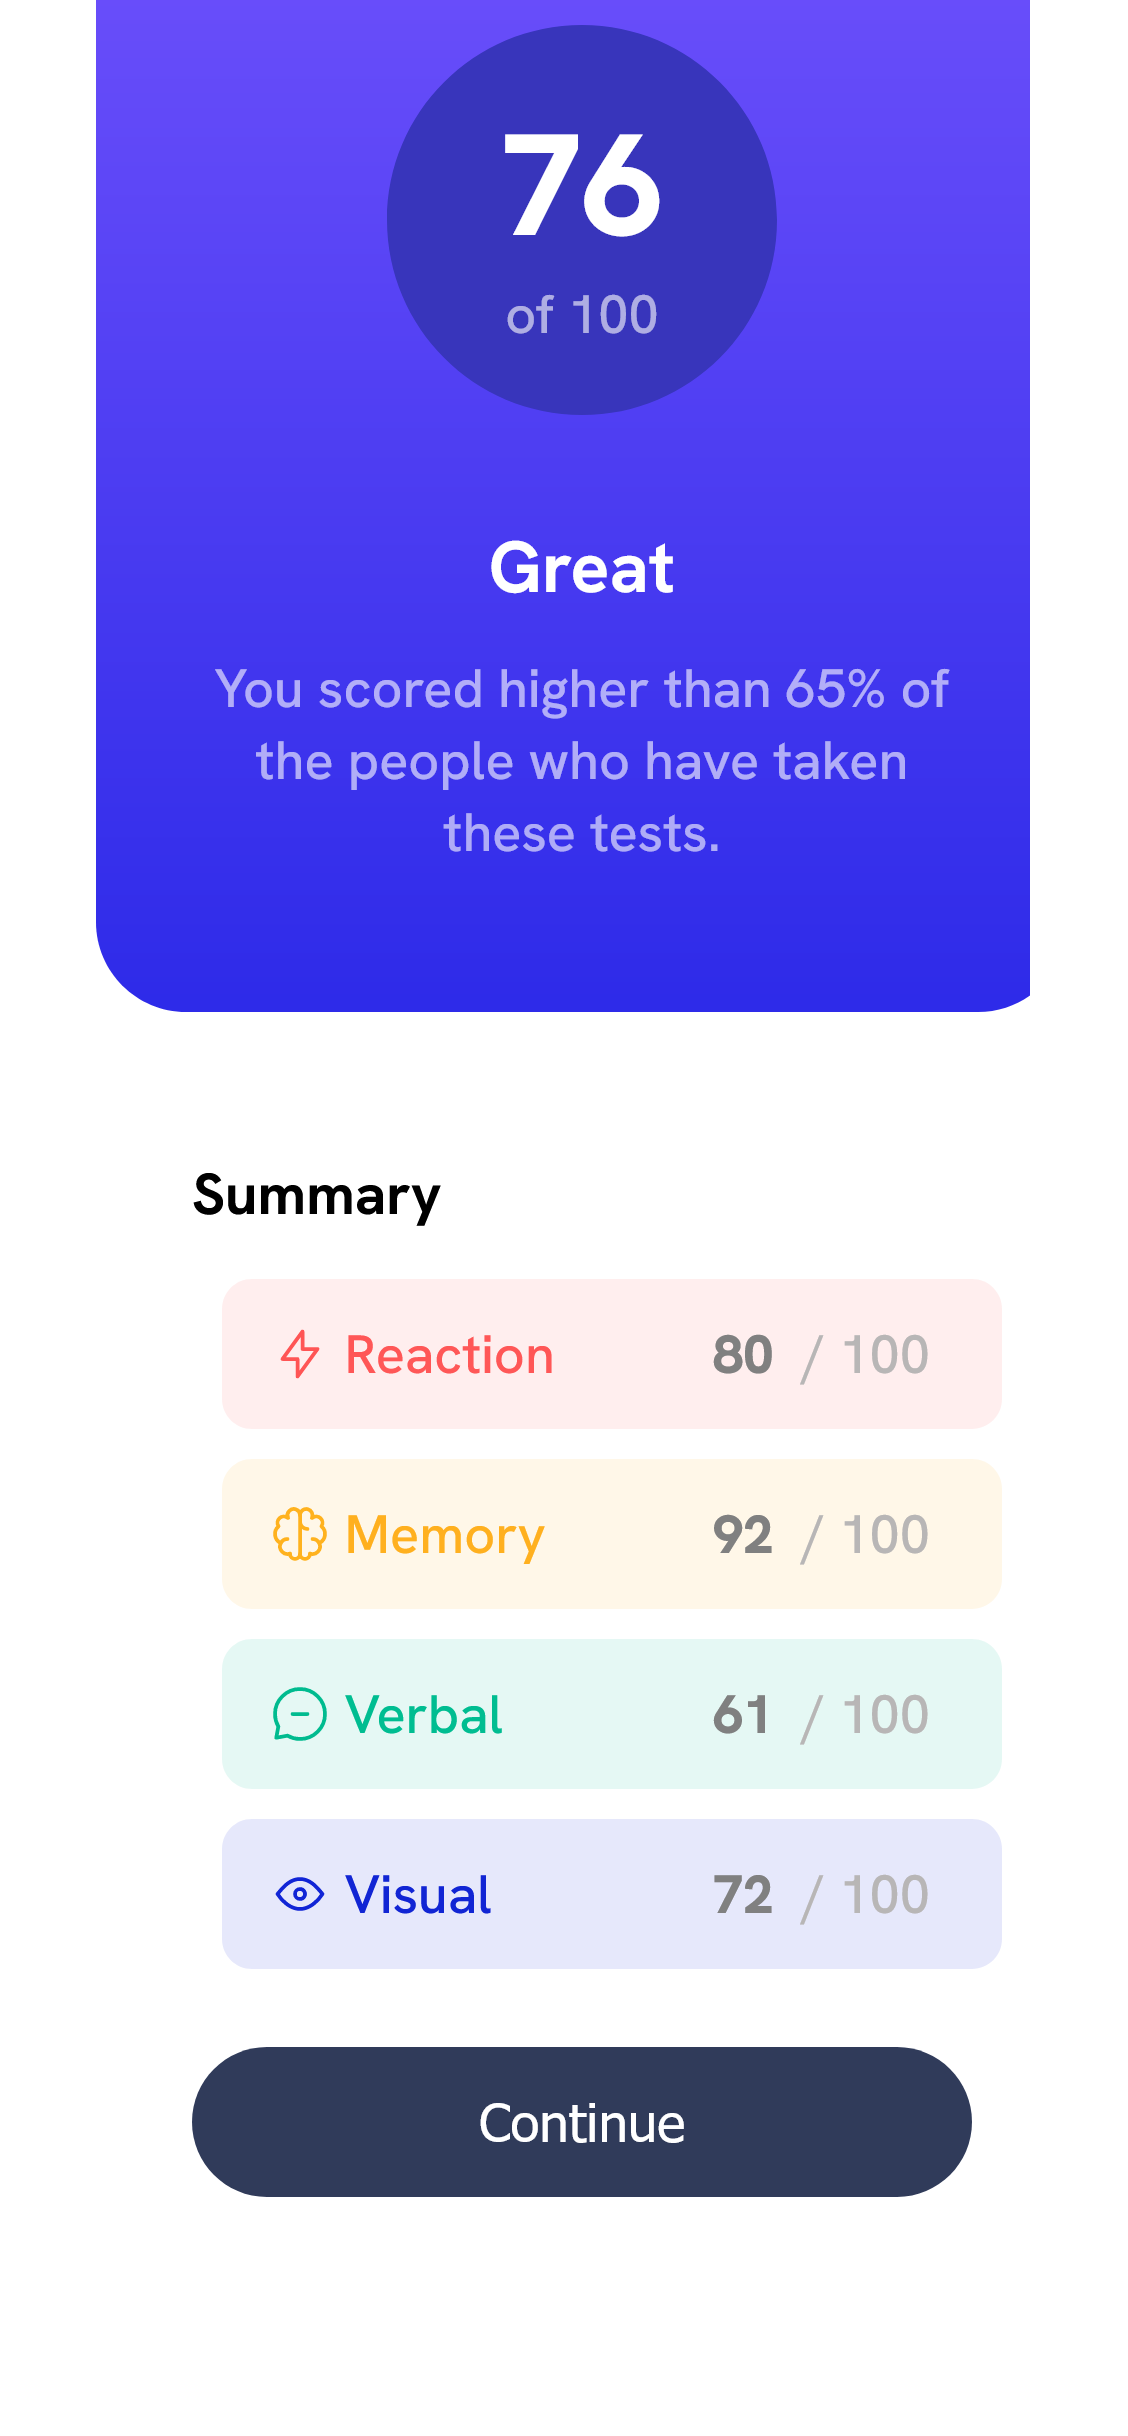 76
of 100
Great
You scored higher than 65% of
the people who have taken
these tests.
Summary
Reaction 80 / 100
Memory 92 / 100
Verbal 61 / 100
Visual 72 / 100
Continue